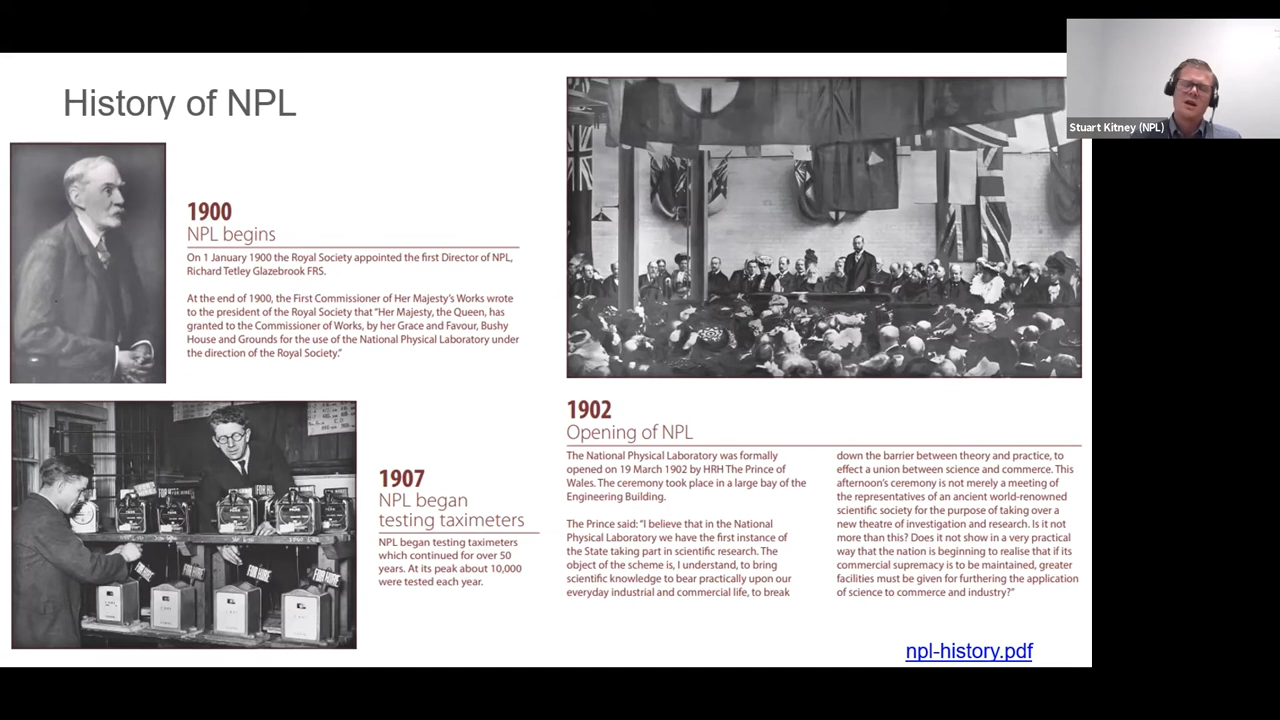 History of NPL
Stuart Kitney (NPL)
1900
NPL begins
On 1 January 1900 the Royal Society appointed the first Director of NPL,
Richard Tetley Glazebrook FRS.
At the end of 1900, the First Commissioner of Her Majesty's Works wrote
to the president of the Royal Society that “Her Majesty, the Queen, has
granted to the Commissioner of Works, by her Grace and Favour, Bushy
House and Grounds for the use of the National Physical Laboratory under
the direction of the Royal Society.”
1907
NPL began
testing taximeters
NPL began testing taximeters
which continued for over 50
years. At its peak about 10,000
were tested each year.
FOR HIRE
FOR HIRE
FOR HIRE
FOR HIRE
FOR HIRE
FOR HIRE
1902
Opening of NPL
The National Physical Laboratory was formally
opened on 19 March 1902 by HRH The Prince of
Wales. The ceremony took place in a large bay of the
Engineering Building.
The Prince said: “I believe that in the National
Physical Laboratory we have the first instance of
the State taking part in scientific research. The
object of the scheme is, I understand, to bring
scientific knowledge to bear practically upon our
everyday industrial and commercial life, to break
down the barrier between theory and practice, to
effect a union between science and commerce. This
afternoon's ceremony is not merely a meeting of
the representatives of an ancient world-renowned
scientific society for the purpose of taking over a
new theatre of investigation and research. Is it not
more than this? Does it not show in a very practical
way that the nation is beginning to realise that if its
commercial supremacy is to be maintained, greater
facilities must be given for furthering the application
of science to commerce and industry?”
npl-history.pdf